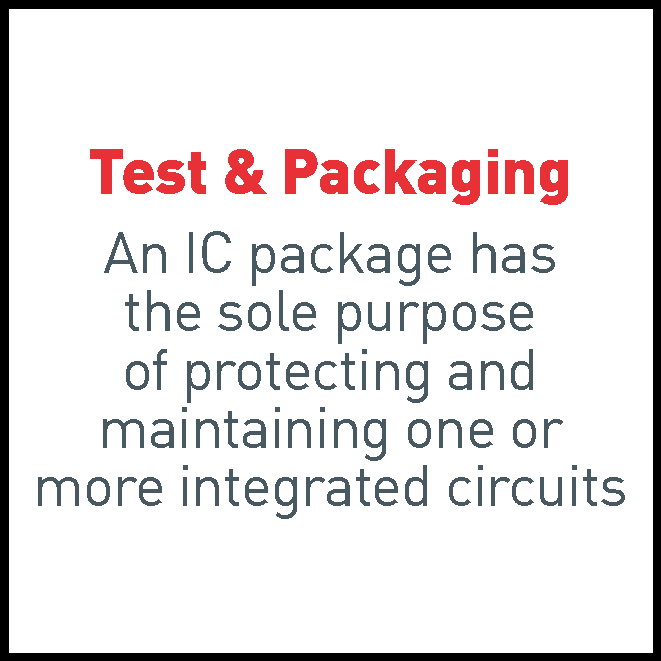 Test & Packaging
An IC package has
the sole purpose
of protecting and
maintaining one or
more integrated circuits